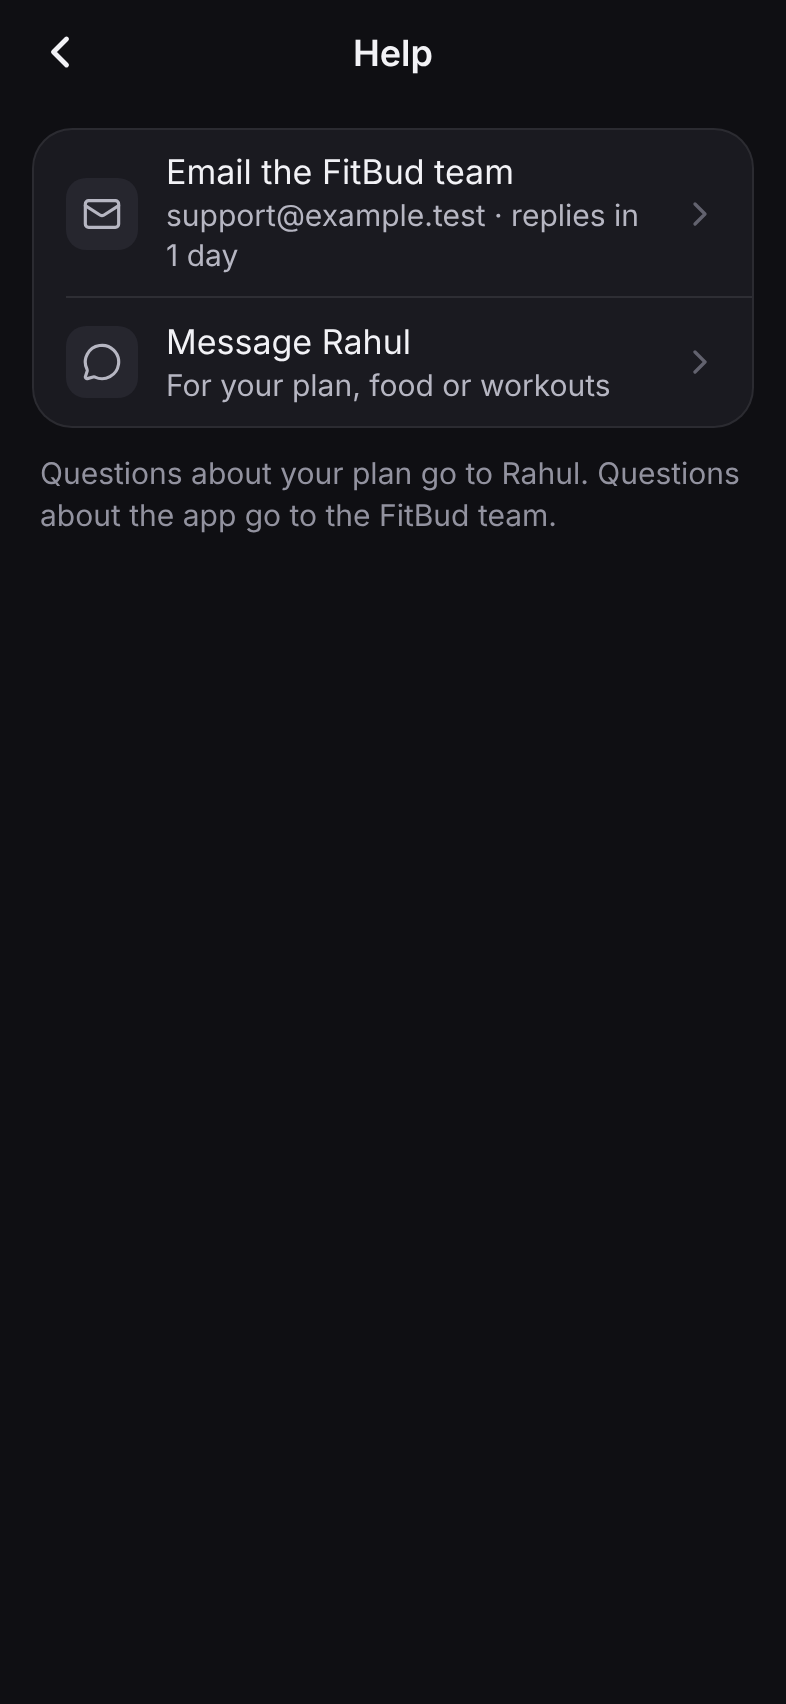 Help
Email the FitBud team
support@example.test · replies in
1 day
Message Rahul
For your plan, food or workouts
Questions about your plan go to Rahul. Questions
about the app go to the FitBud team.